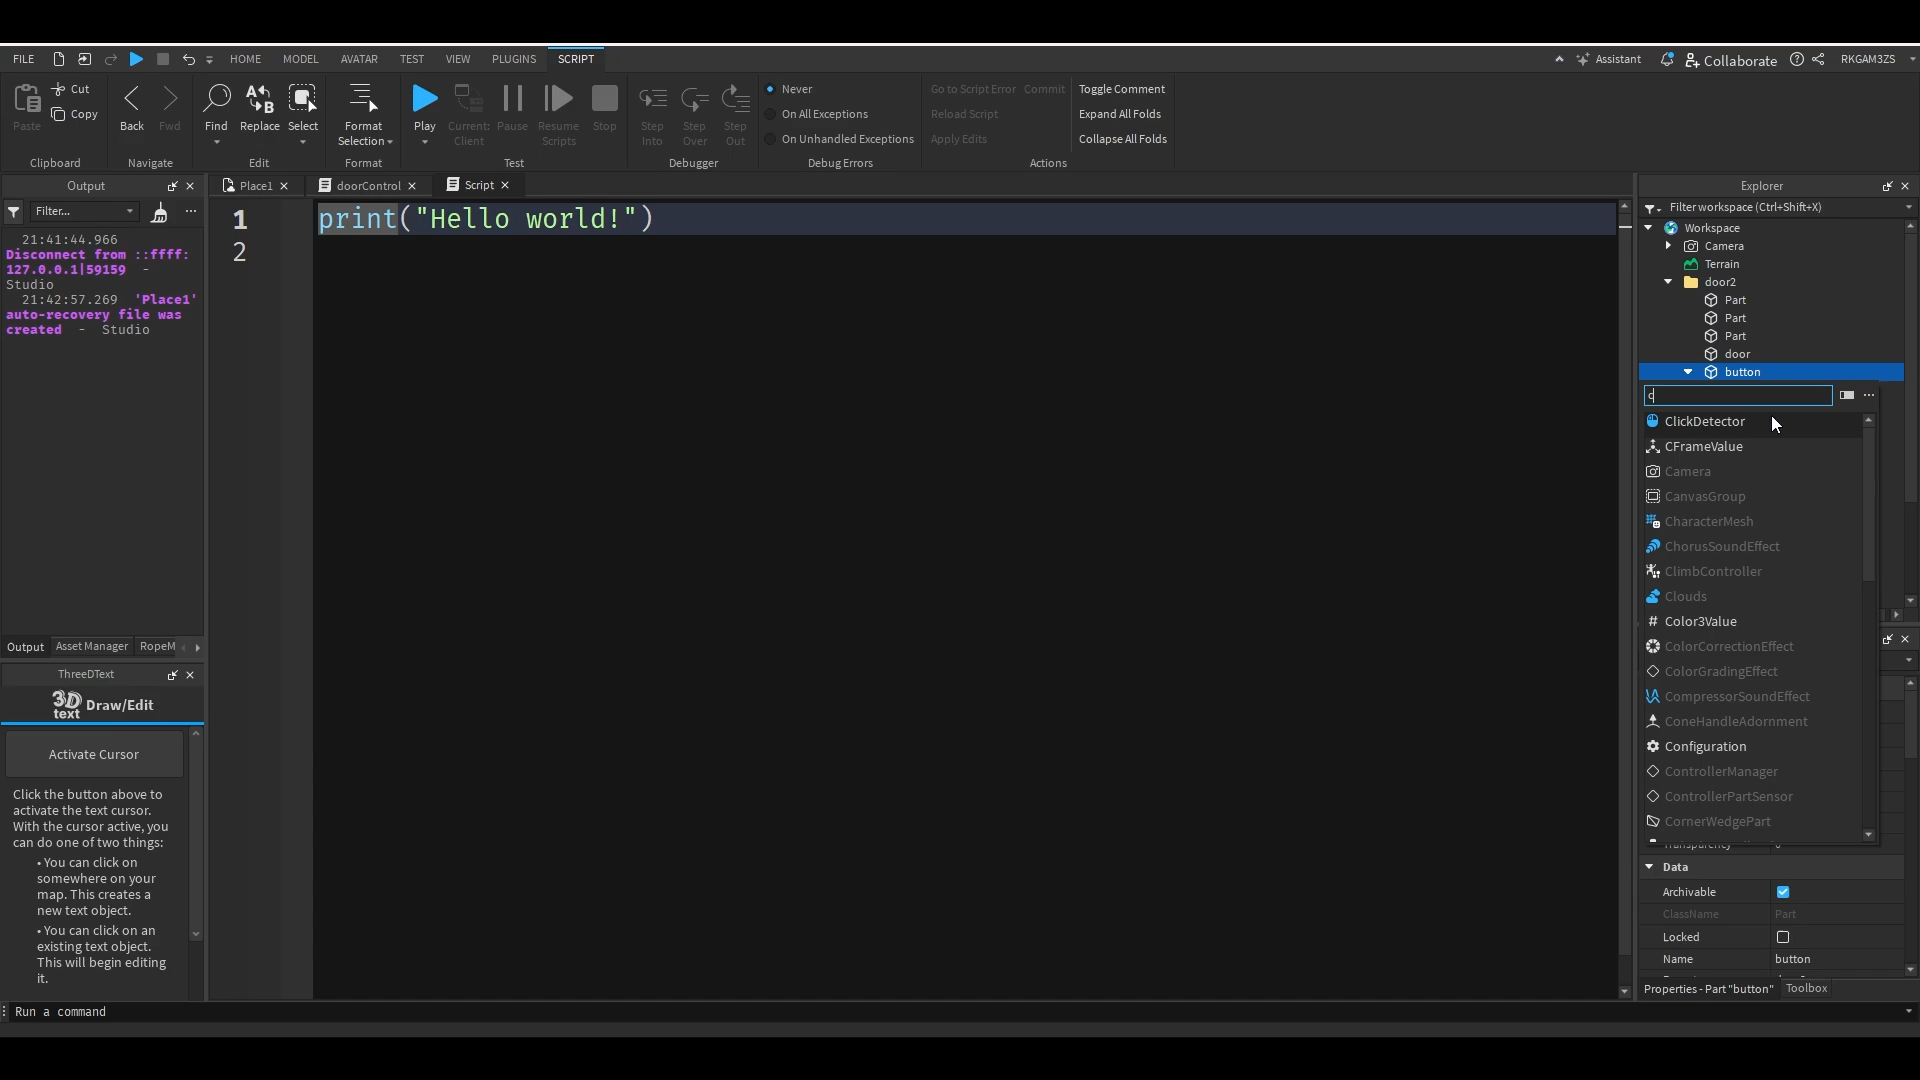 FILE HOME MODEL AVATAR TEST VIEW PLUGINS SCRIPT Assistant Collaborate RKGAM3ZS
Paste Cut Copy
Clipboard
Back Fwd
Navigate
Find Replace Select
Edit
Format
Selection
Format
Play Current:
Client Pause Resume
Scripts Stop
Test
Step
Into Step
Over Step
Out
Debugger
Never
On All Exceptions
On Unhandled Exceptions
Debug Errors
Go to Script Error Commit
Reload Script
Apply Edits
Toggle Comment
Expand All Folds
Collapse All Folds
Actions
Output
Filter...
21:41:44.966
Disconnect from ::ffff:
127.0.0.1|59159 -
Studio
21:42:57.269 'Place1'
auto-recovery file was
created - Studio
Output Asset Manager RopeM
ThreeDText
3D
text Draw/Edit
Activate Cursor
Click the button above to
activate the text cursor.
With the cursor active, you
can do one of two things:
• You can click on
somewhere on your
map. This creates a
new text object.
• You can click on an
existing text object.
This will begin editing
it.
Place1 doorControl Script
1 print("Hello world!")
2
Explorer
Filter workspace (Ctrl+Shift+X)
Workspace
Camera
Terrain
door2
Part
Part
Part
door
button
c
ClickDetector
CFrameValue
Camera
CanvasGroup
CharacterMesh
ChorusSoundEffect
ClimbController
Clouds
Color3Value
ColorCorrectionEffect
ColorGradingEffect
CompressorSoundEffect
ConeHandleAdornment
Configuration
ControllerManager
ControllerPartSensor
CornerWedgePart
Data
Archivable
ClassName Part
Locked
Name button
Properties - Part "button" Toolbox
Run a command